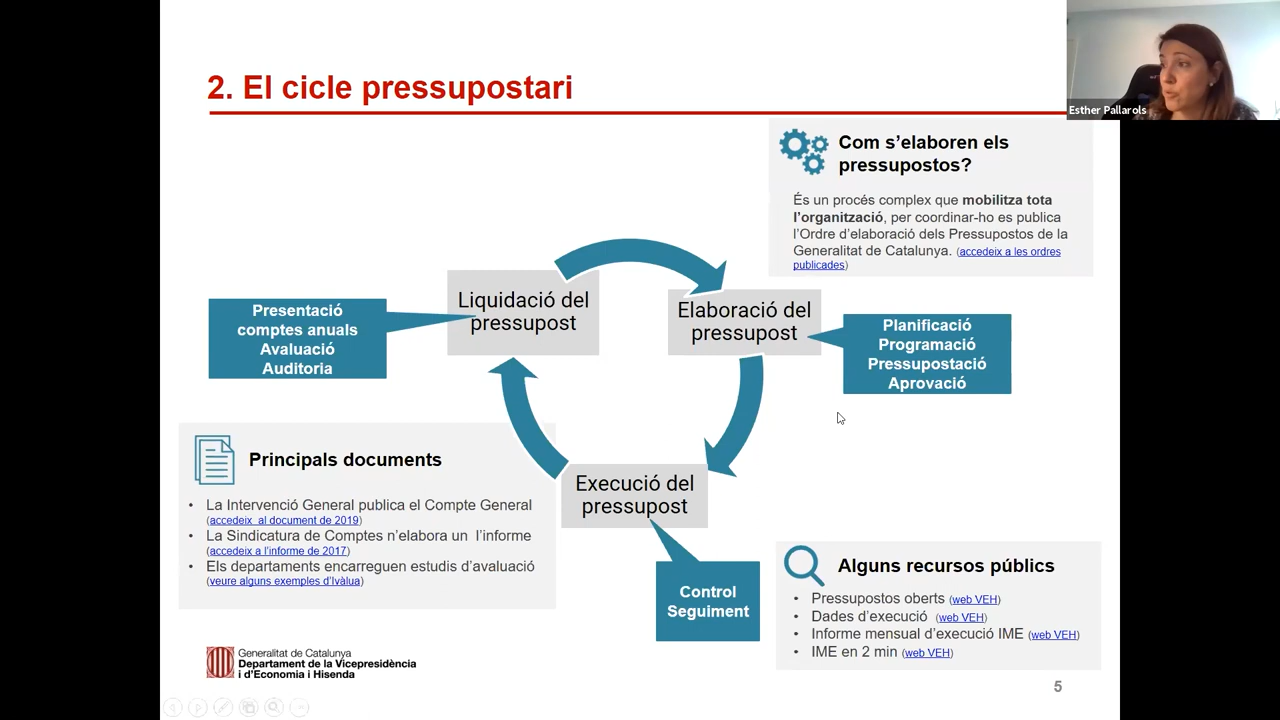 2. El cicle pressupostari
Esther Pallarols
Com s’elaboren els
pressupostos?
És un procés complex que mobilitza tota
l’organització, per coordinar-ho es publica
l’Ordre d’elaboració dels Pressupostos de la
Generalitat de Catalunya. (accedeix a les ordres
publicades)
Liquidació del
pressupost
Elaboració del
pressupost
Presentació
comptes anuals
Avaluació
Auditoria
Planificació
Programació
Pressupostació
Aprovació
Principals documents
• La Intervenció General publica el Compte General
(accedeix al document de 2019)
• La Sindicatura de Comptes n’elabora un l’informe
(accedeix a l’informe de 2017)
• Els departaments encarreguen estudis d’avaluació
(veure alguns exemples d’Ivàlua)
Execució del
pressupost
Control
Seguiment
Alguns recursos públics
• Pressupostos oberts (web VEH)
• Dades d’execució (web VEH)
• Informe mensual d’execució IME (web VEH)
• IME en 2 min (web VEH)
Generalitat de Catalunya
Departament de la Vicepresidència
i d’Economia i Hisenda
5